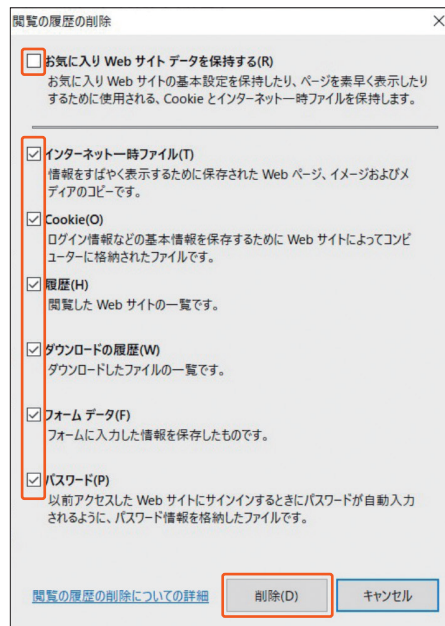 閲覧の履歴の削除
お気に入り Web サイト データを保持する(R)
お気に入り Web サイトの基本設定を保持したり、ページを素早く表示したり
するために使用される、Cookie とインターネット一時ファイルを保持します。
インターネット一時ファイル(T)
情報をすばやく表示するために保存された Web ページ、イメージおよびメ
ディアのコピーです。
Cookie(O)
ログイン情報などの基本情報を保存するために Web サイトによってコンピ
ューターに格納されたファイルです。
履歴(H)
閲覧した Web サイトの一覧です。
ダウンロードの履歴(W)
ダウンロードしたファイルの一覧です。
フォーム データ(F)
フォームに入力した情報を保存したものです。
パスワード(P)
以前アクセスした Web サイトにサインインするときにパスワードが自動入力
されるように、パスワード情報を格納したファイルです。
閲覧の履歴の削除についての詳細 削除(D) キャンセル